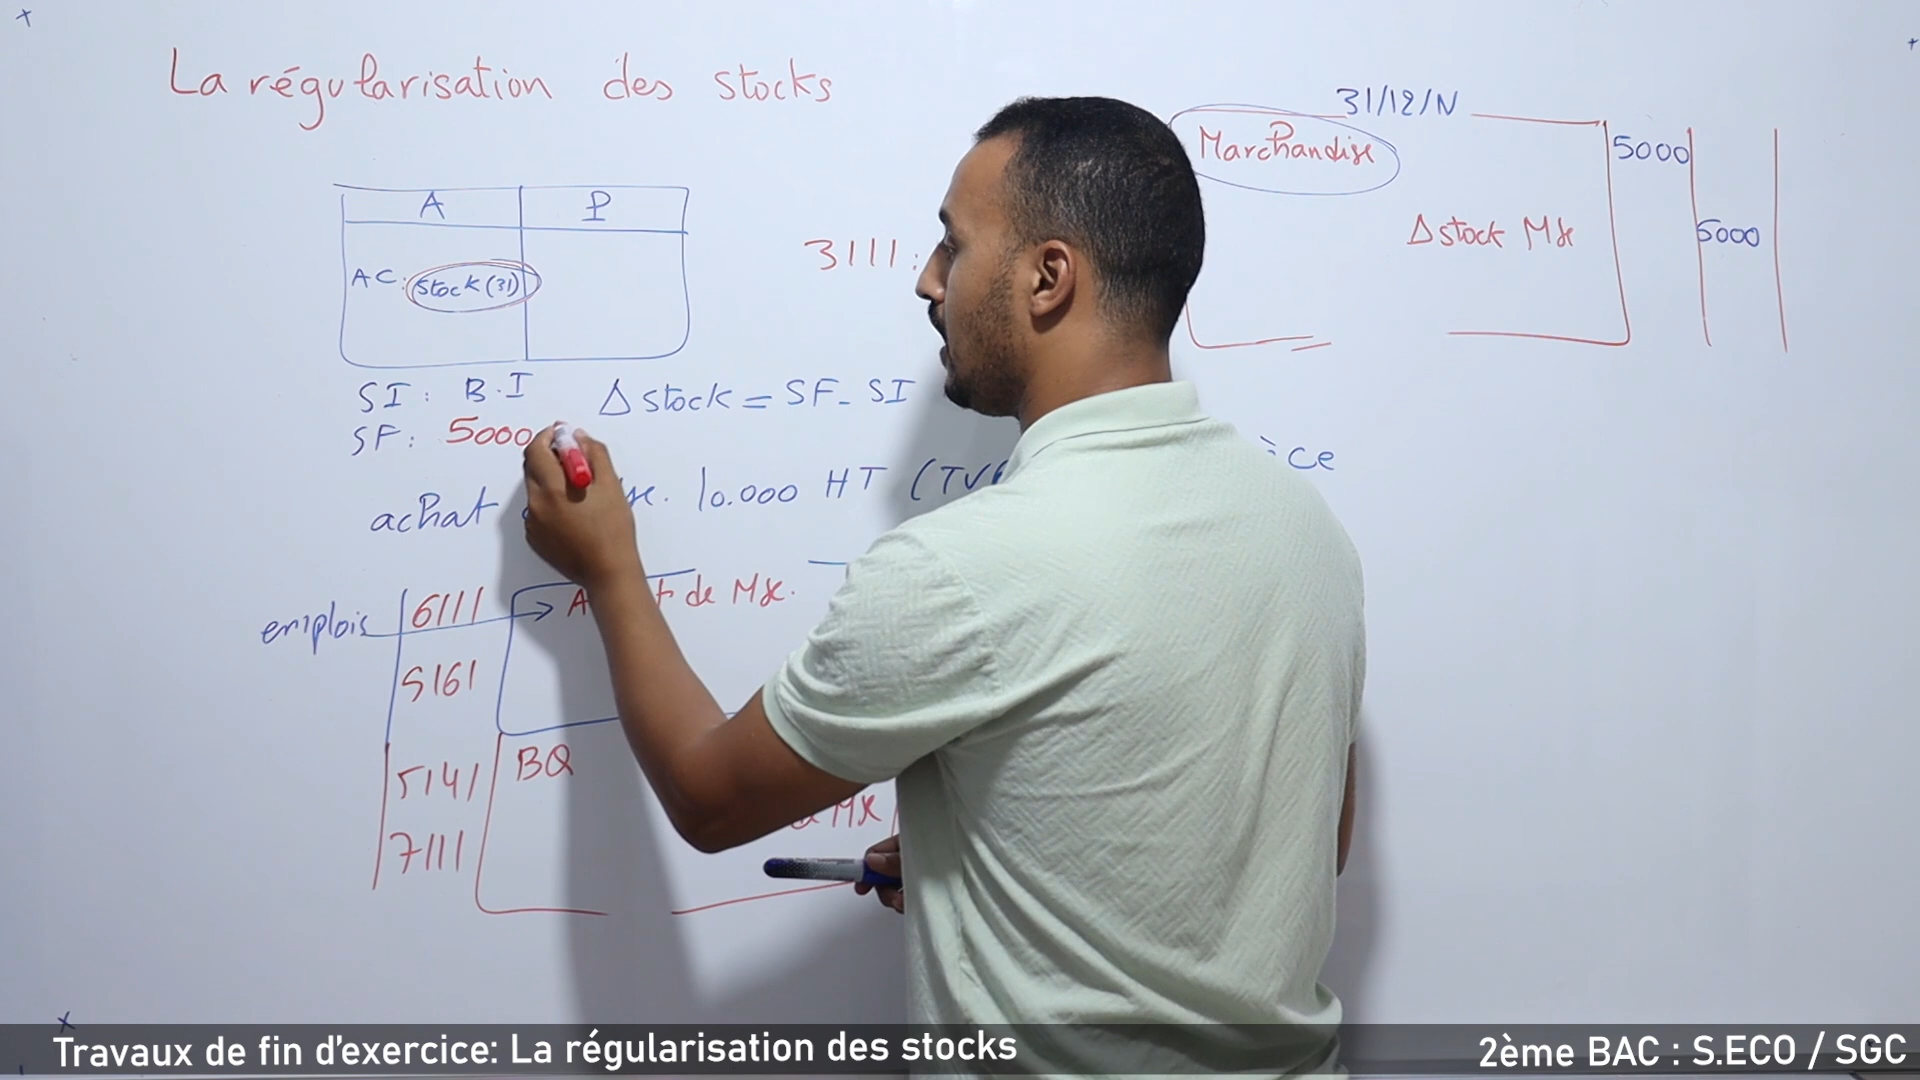 La régularisation des stocks
31/12/N
Marchandise
5000
A P
Δ stock Mse
5000
3111:
AC: stock (31)
SI: B.I
Δ stock = SF - SI
SF: 5000
achat
10.000 HT (TV
emplois
6111
de Mse.
5161
5141
BQ
Mse
7111
Travaux de fin d'exercice: La régularisation des stocks
2ème BAC : S.ECO / SGC